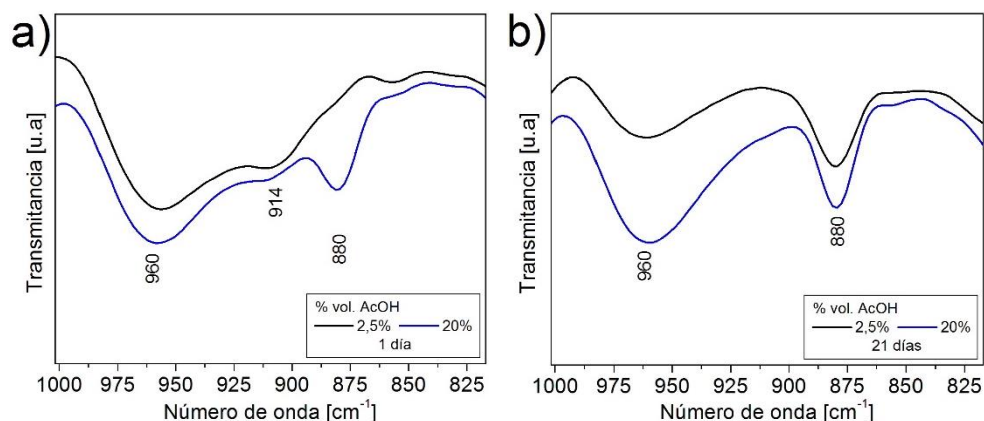 a)
Transmitancia [u.a]
960
914
880
% vol. AcOH
2,5% 20%
1 día
1000 975 950 925 900 880 850 825
Número de onda [cm⁻¹]
b)
Transmitancia [u.a]
960
880
% vol. AcOH
2,5% 20%
21 días
1000 975 950 925 900 875 850 825
Número de onda [cm⁻¹]